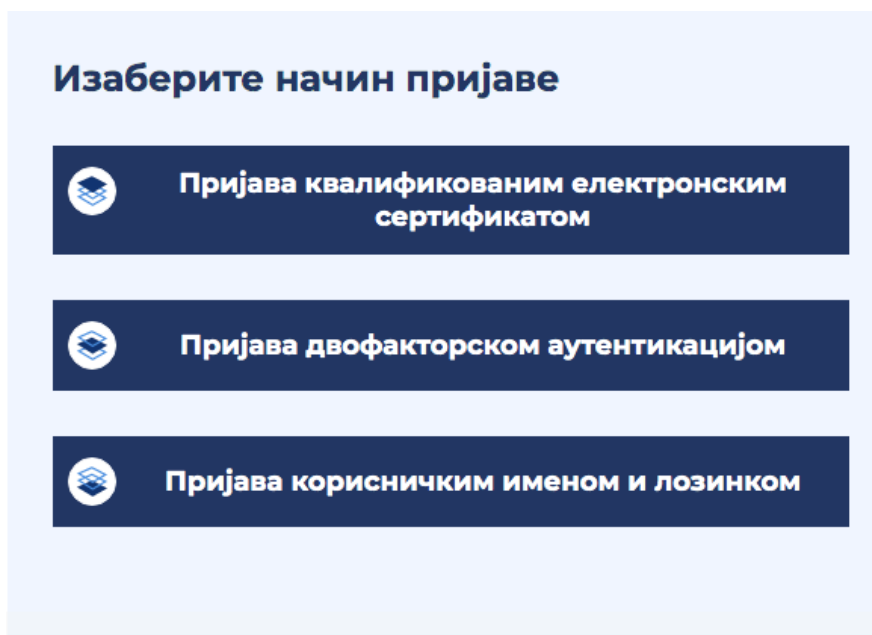 Изаберите начин пријаве
Пријава квалификованим електронским
сертификатом
Пријава двофакторском аутентикацијом
Пријава корисничким именом и лозинком